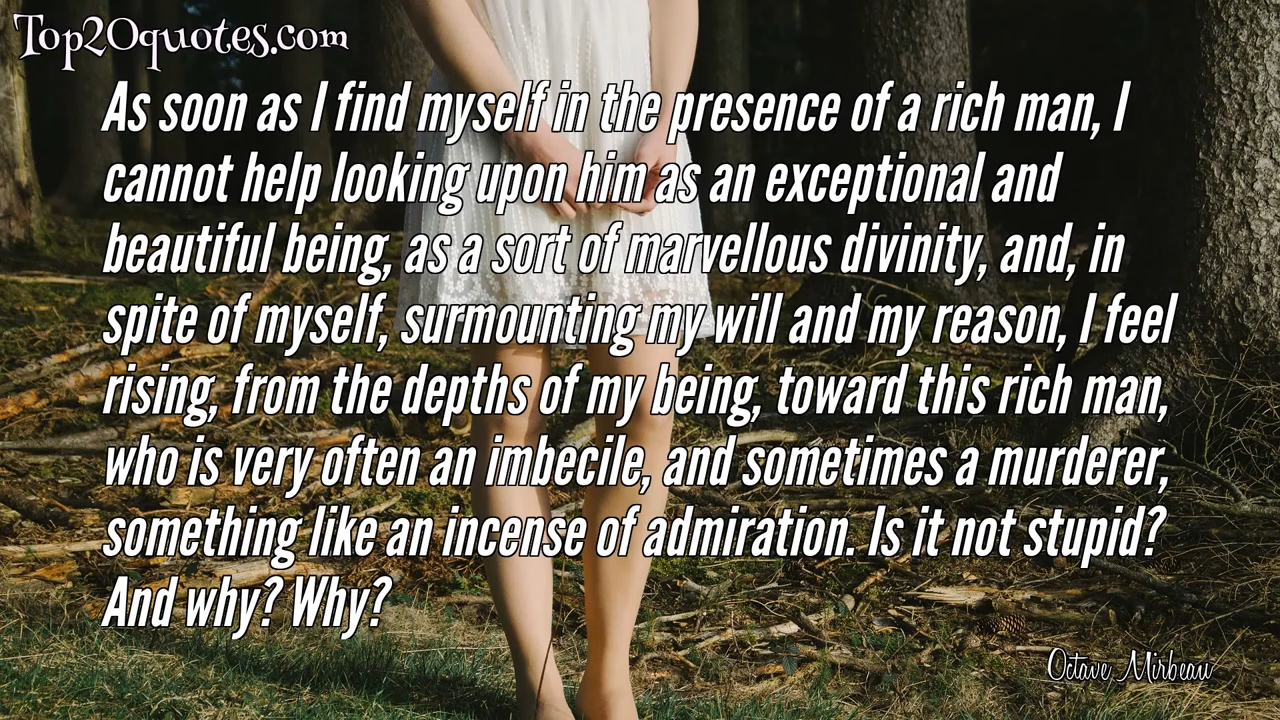 Top20quotes.com
As soon as I find myself in the presence of a rich man, I
cannot help looking upon him as an exceptional and
beautiful being, as a sort of marvellous divinity, and, in
spite of myself, surmounting my will and my reason, I feel
rising, from the depths of my being, toward this rich man,
who is very often an imbecile, and sometimes a murderer,
something like an incense of admiration. Is it not stupid?
And why? Why?
Octave Mirbeau